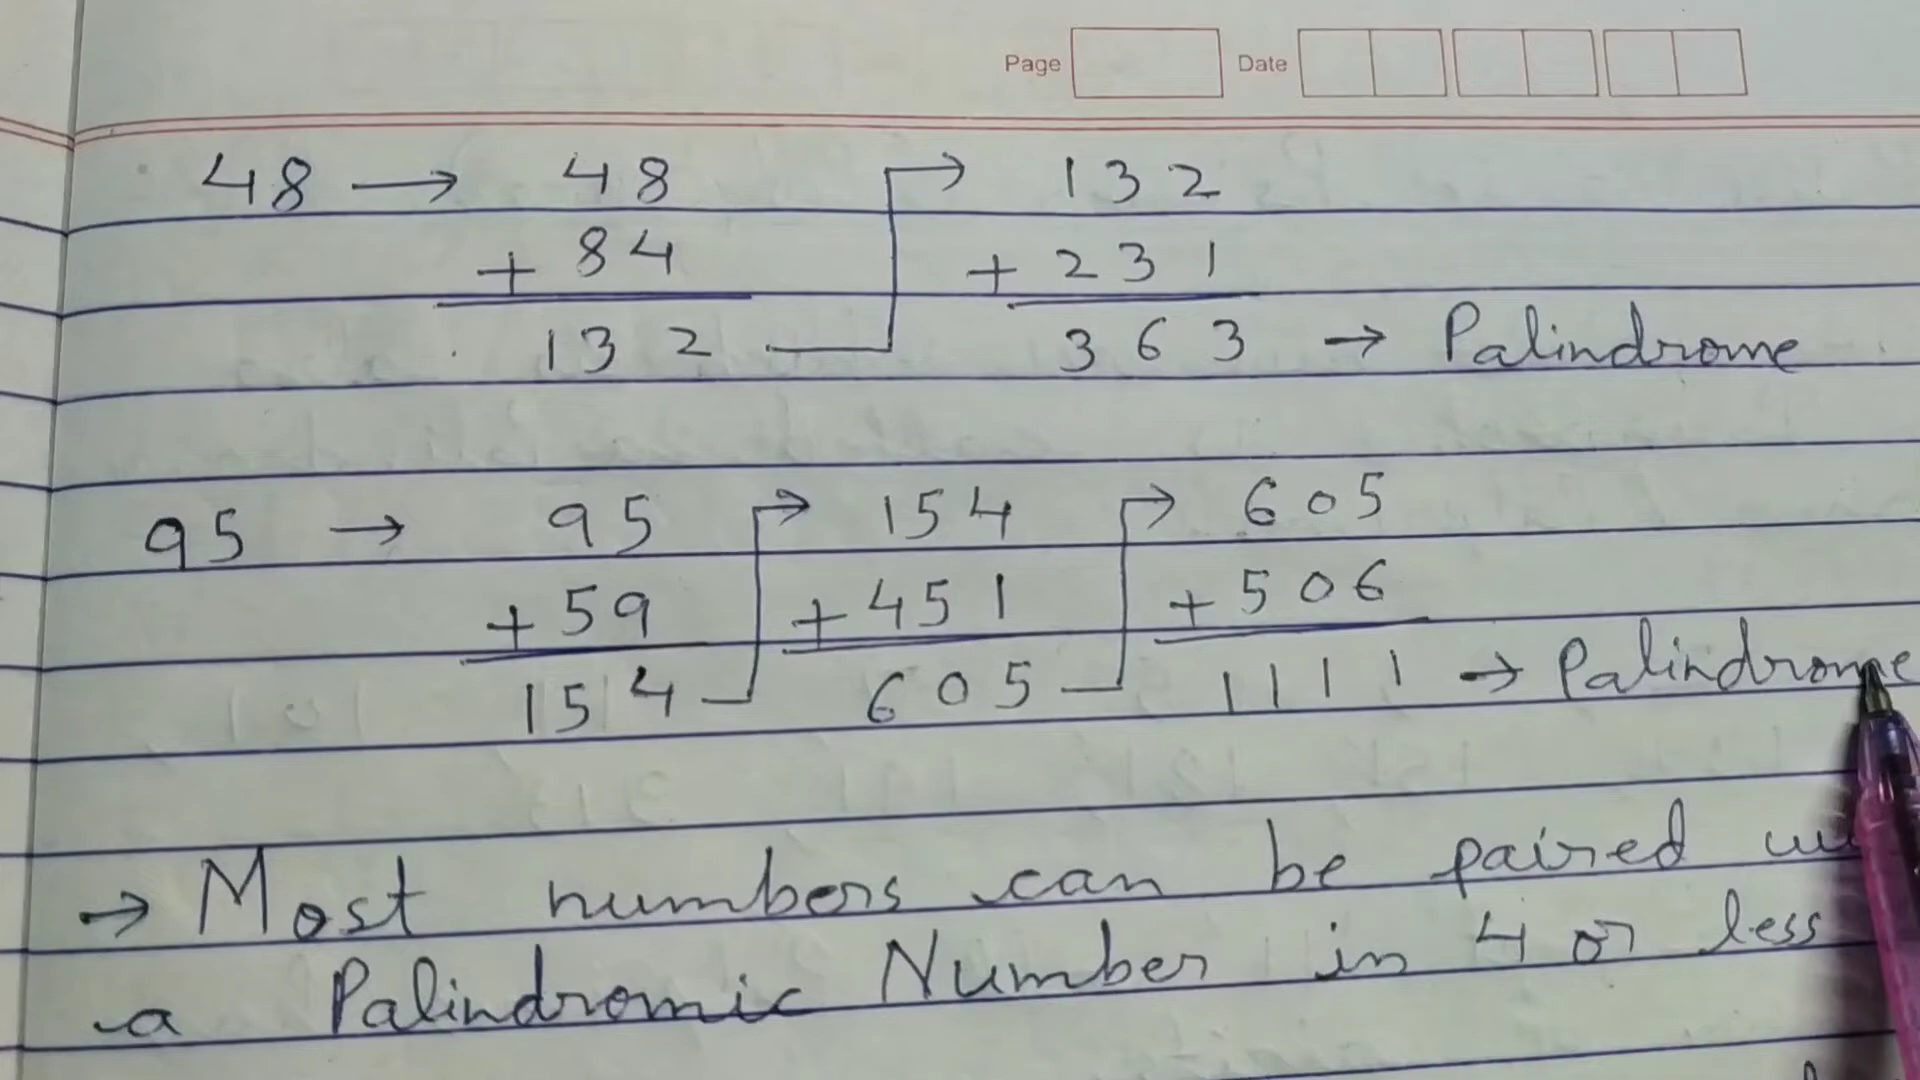 Page Date
48 → 48 → 132
+ 84 + 231
132 363 → Palindrome
95 → 95 → 154 → 605
+ 59 + 451 + 506
154 605 1111 → Palindrome
→ Most numbers can be paired
a Palindromic Number in 4 or less